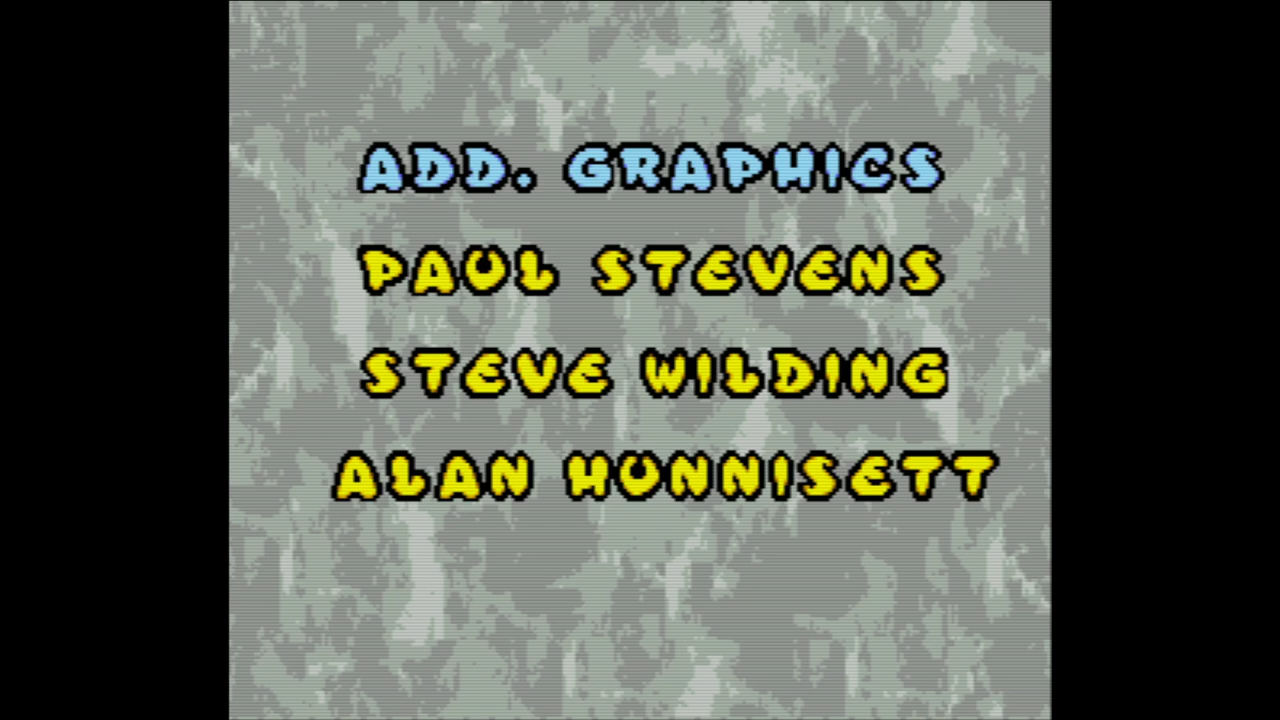 ADD. GRAPHICS
PAUL STEVENS
STEVE WILDING
ALAN HUNNISETT